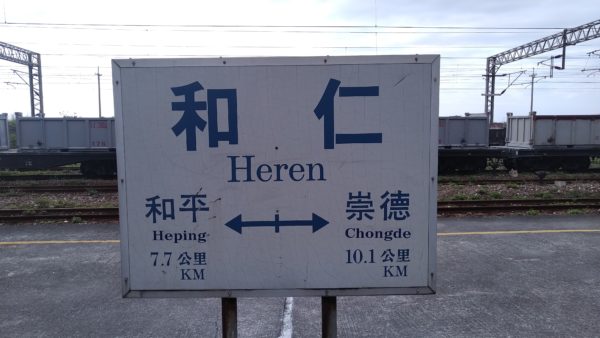 和仁
Heren
和平
Heping
7.7公里
KM
崇德
Chongde
10.1公里
KM